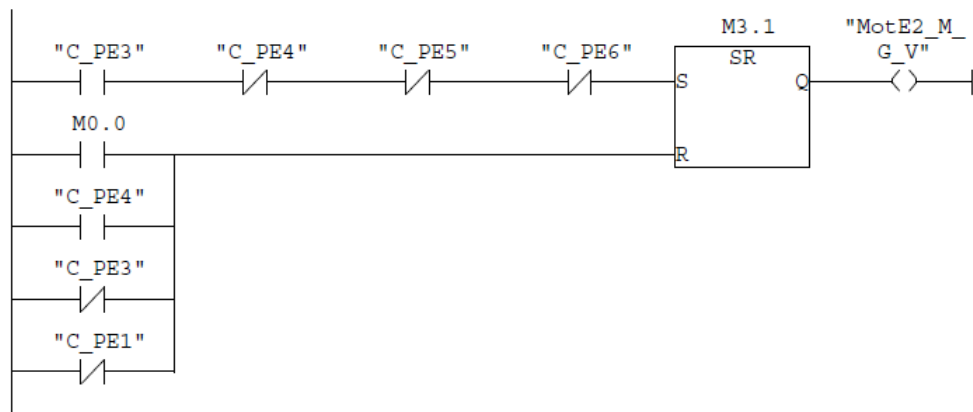 M3.1
"MotE2_M_
"C_PE3"
"C_PE4"
"C_PE5"
"C_PE6"
SR
G_V"
S
Q
M0.0
R
"C_PE4"
"C_PE3"
"C_PE1"